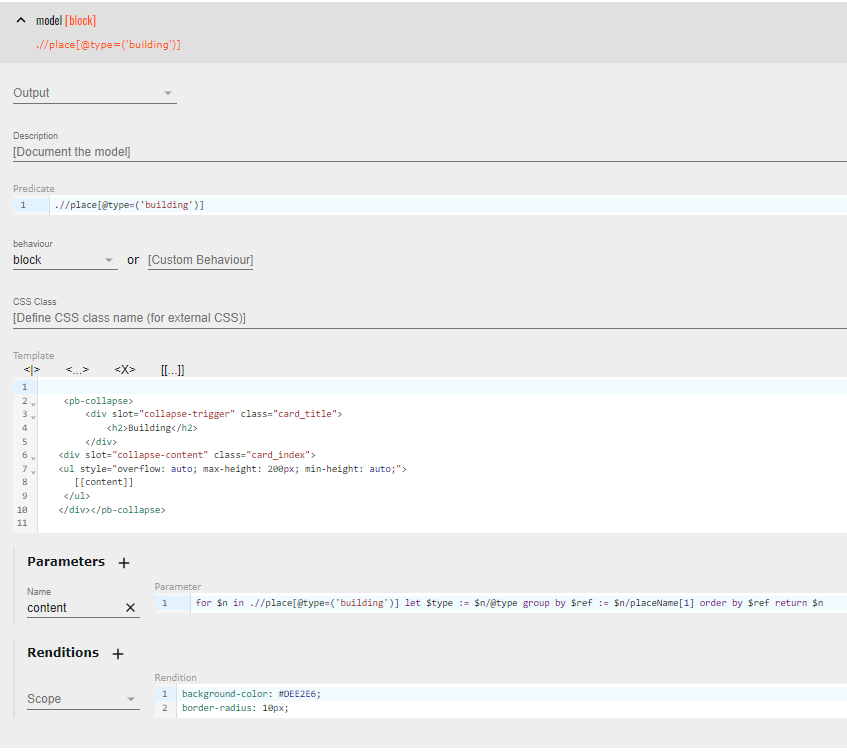 model [block]
.//place[@type=('building')]
Output
Description
[Document the model]
Predicate
1 .//place[@type=('building')]
behaviour
block or [Custom Behaviour]
CSS Class
[Define CSS class name (for external CSS)]
Template
<|> <...> <X> [[...]]
1
2 <pb-collapse>
3 <div slot="collapse-trigger" class="card_title">
4 <h2>Building</h2>
5 </div>
6 <div slot="collapse-content" class="card_index">
7 <ul style="overflow: auto; max-height: 200px; min-height: auto;">
8 [[content]]
9 </ul>
10 </div></pb-collapse>
11
Parameters +
Name
content
Parameter
1 for $n in .//place[@type=('building')] let $type := $n/@type group by $ref := $n/placeName[1] order by $ref return $n
Renditions +
Scope
Rendition
1 background-color: #DEE2E6;
2 border-radius: 10px;